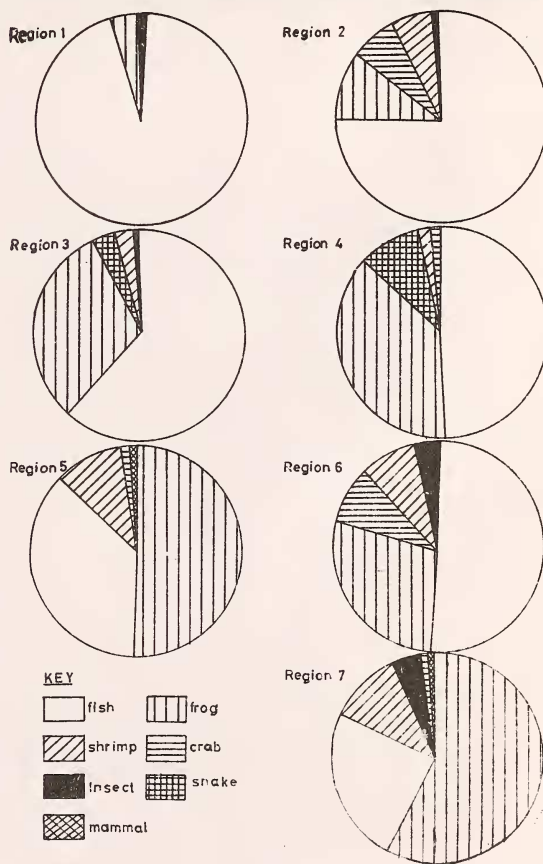 Region 1
Region 2
Region 3
Region 4
Region 5
Region 6
Region 7
KEY
fish
frog
shrimp
crab
Insect
snake
mammal